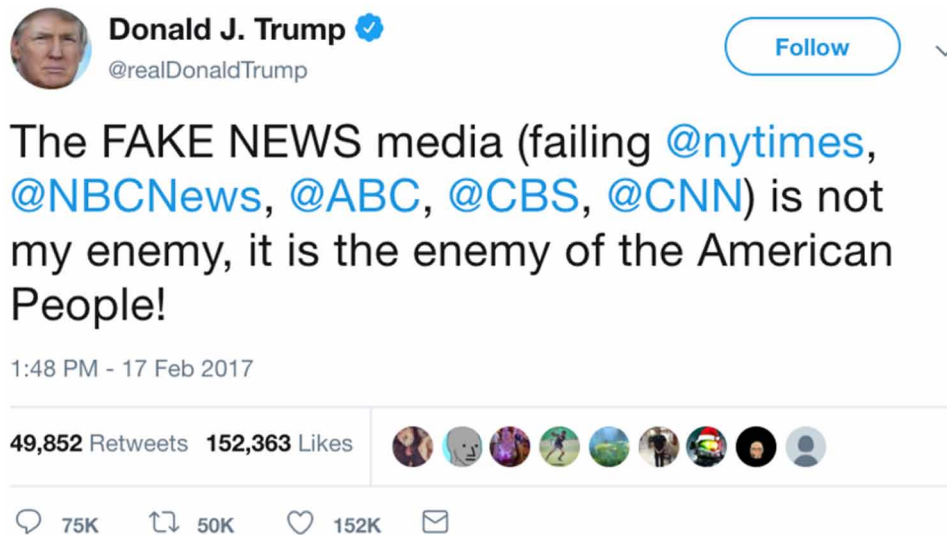 Donald J. Trump
@realDonaldTrump
Follow
The FAKE NEWS media (failing @nytimes,
@NBCNews, @ABC, @CBS, @CNN) is not
my enemy, it is the enemy of the American
People!
1:48 PM - 17 Feb 2017
49,852 Retweets 152,363 Likes
75K 50K 152K